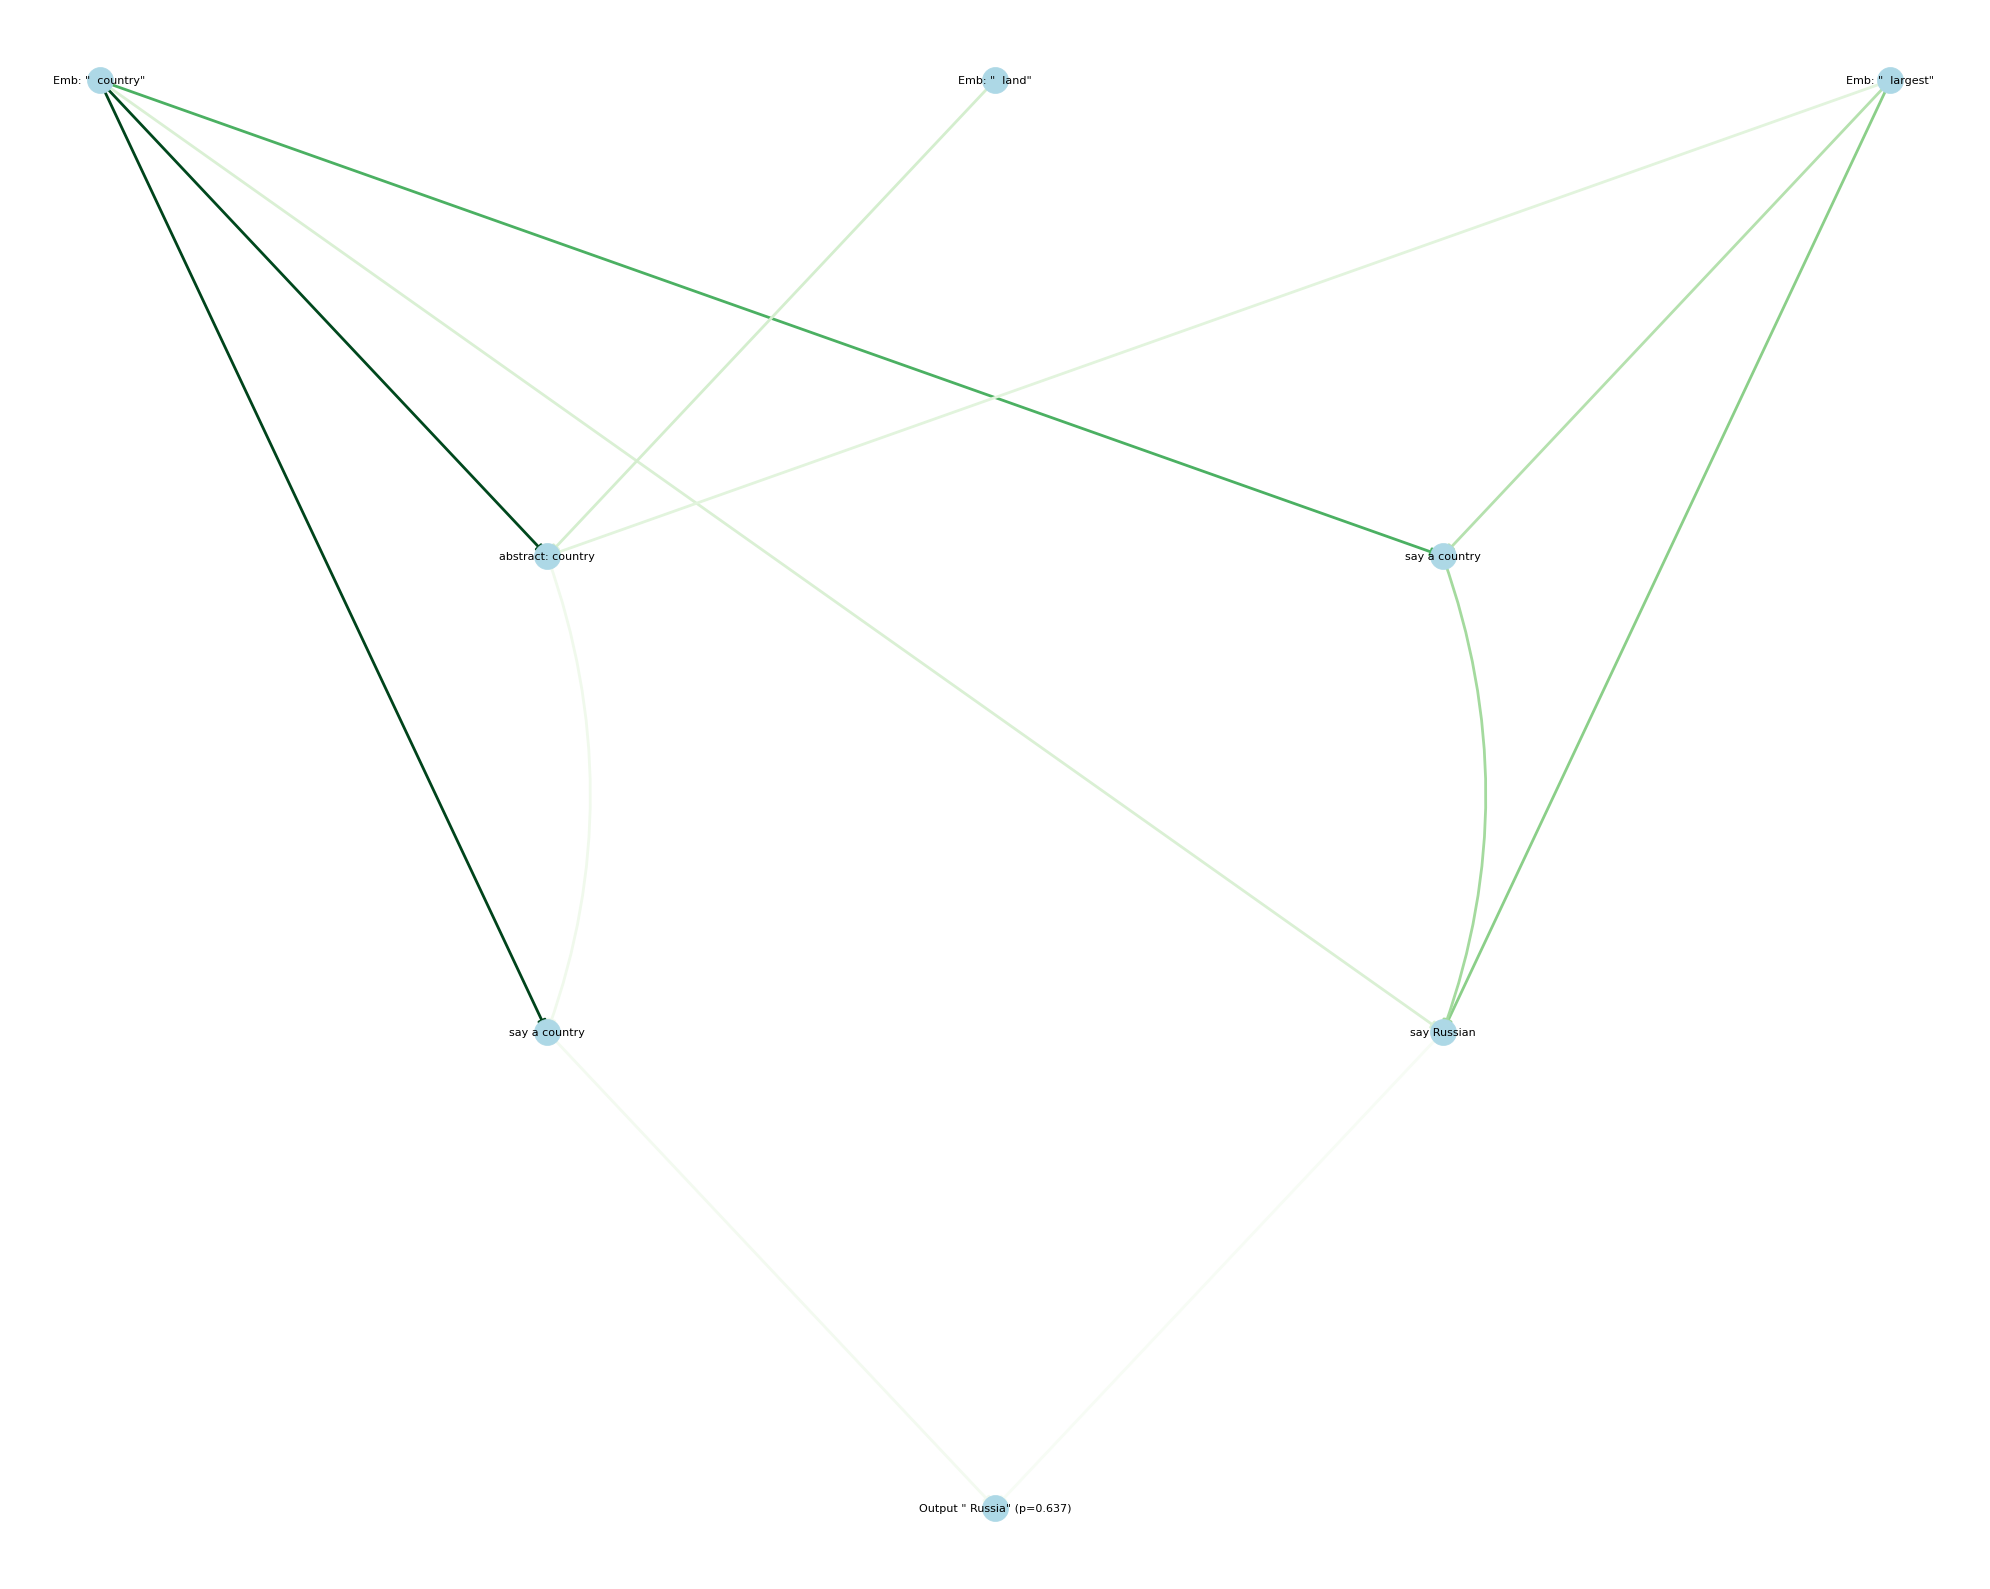 Emb: " country"
Emb: " land"
Emb: " largest"
abstract: country
say a country
say a country
say Russian
Output " Russia" (p=0.637)